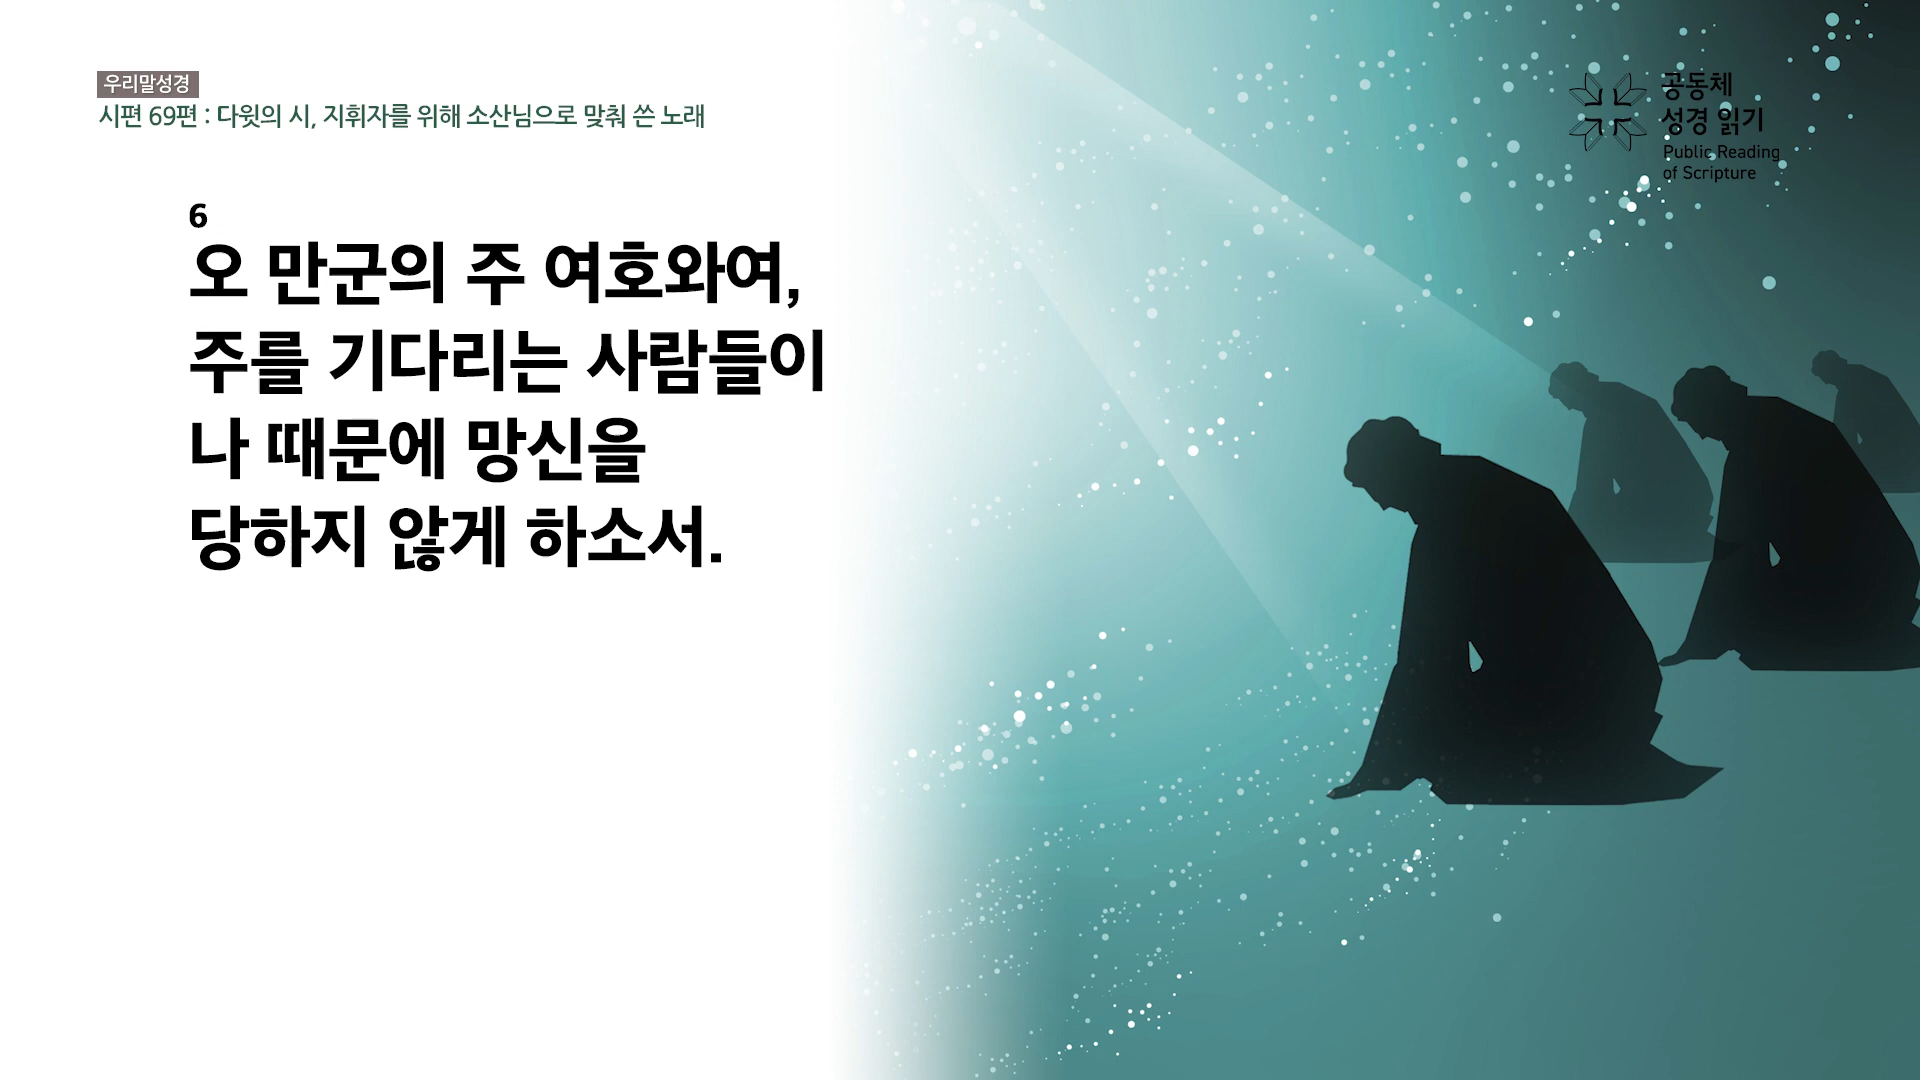 우리말성경
시편 69편 : 다윗의 시, 지휘자를 위해 소산님으로 맞춰 쓴 노래
공동체
성경 읽기
Public Reading
of Scripture
6
오 만군의 주 여호와여,
주를 기다리는 사람들이
나 때문에 망신을
당하지 않게 하소서.